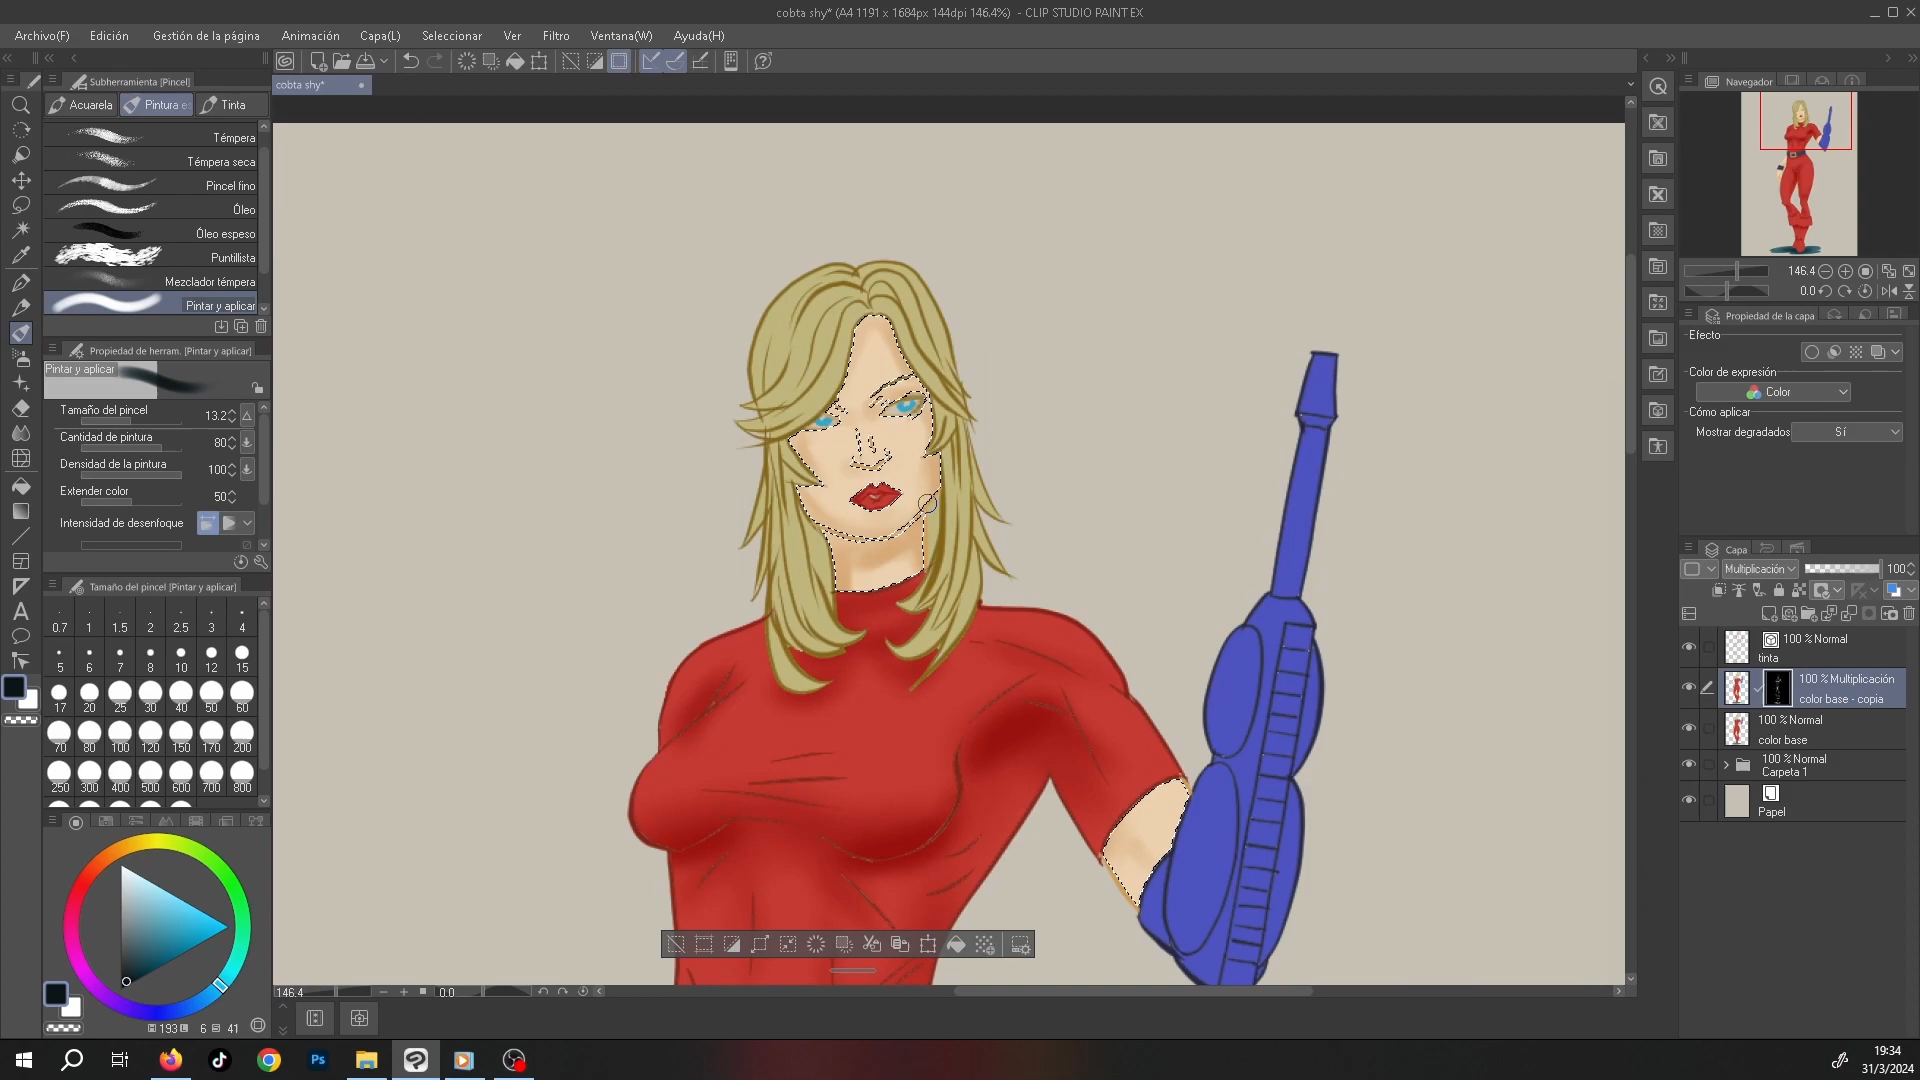 cobta shy* (A4 1191 x 1684px 144dpi 146.4%) - CLIP STUDIO PAINT EX
Archivo(F) Edición Gestión de la página Animación Capa(L) Seleccionar Ver Filtro Ventana(W) Ayuda(H)
Subherramienta [Pincel]
cobta shy*
Navegador
Acuarela Pintura es Tinta
Témpera
Témpera seca
Pincel fino
Óleo
Óleo espeso
Puntillista
Mezclador témpera
Pintar y aplicar
146.4
0.0
Propiedad de la capa
Efecto
Color de expresión
Color
Cómo aplicar
Mostrar degradados Sí
Propiedad de herram. [Pintar y aplicar]
Pintar y aplicar
Tamaño del pincel 13.2
Cantidad de pintura 80
Densidad de la pintura 100
Extender color 50
Intensidad de desenfoque
Tamaño del pincel [Pintar y aplicar]
0.7 1 1.5 2 2.5 3 4
5 6 7 8 10 12 15
17 20 25 30 40 50 60
70 80 100 120 150 170 200
250 300 400 500 600 700 800
Capa
Multiplicación 100
100 % Normal
tinta
100 % Multiplicación
color base - copia
100 % Normal
color base
100 % Normal
Carpeta 1
Papel
146.4 0.0
193 6 41
Ps
19:34
31/3/2024